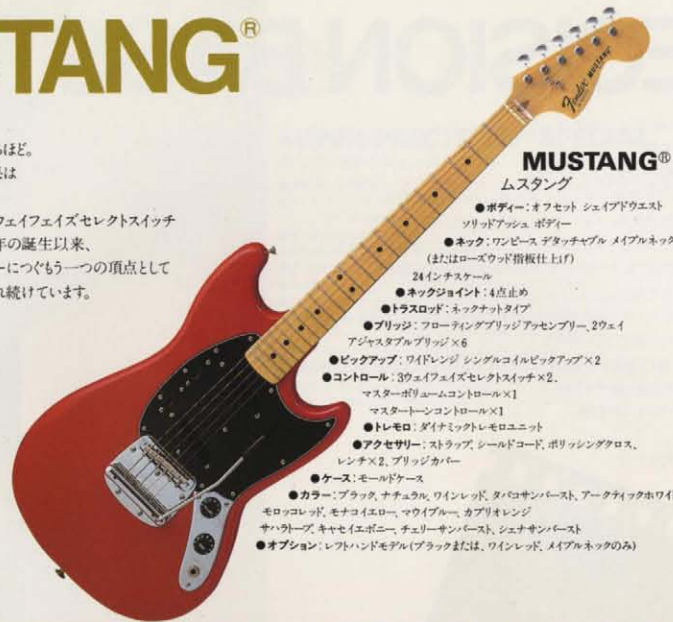 TANG®
ほど。
は
ウェイフェイズセレクトスイッチ
年の誕生以来、
ーにつぐもう一つの頂点として
れ続けています。
Fender MUSTANG
MUSTANG®
ムスタング
●ボディー:オフセット シェイプドウエスト
ソリッドアッシュ ボディー
●ネック:ワンピース デタッチャブル メイプルネック
(またはローズウッド指板仕上げ)
24インチスケール
●ネックジョイント:4点止め
●トラスロッド:ネックナットタイプ
●ブリッジ:フローティングブリッジアッセンブリー、2ウェイ
アジャスタブルブリッジ×6
●ピックアップ:ワイドレンジ シングルコイルピックアップ×2
●コントロール:3ウェイフェイズセレクトスイッチ×2、
マスターボリュームコントロール×1
マスタートーンコントロール×1
●トレモロ:ダイナミックトレモロユニット
●アクセサリー:ストラップ、シールドコード、ポリッシングクロス、
レンチ×2、ブリッジカバー
●ケース:モールドケース
●カラー:ブラック、ナチュラル、ワインレッド、タバコサンバースト、アークティックホワイ
モロッコレッド、モナコイエロー、マウイブルー、カプリオレンジ
サハラトープ、キャセイエボニー、チェリーサンバースト、シェナサンバースト
●オプション:レフトハンドモデル(ブラックまたは、ワインレッド、メイプルネックのみ)